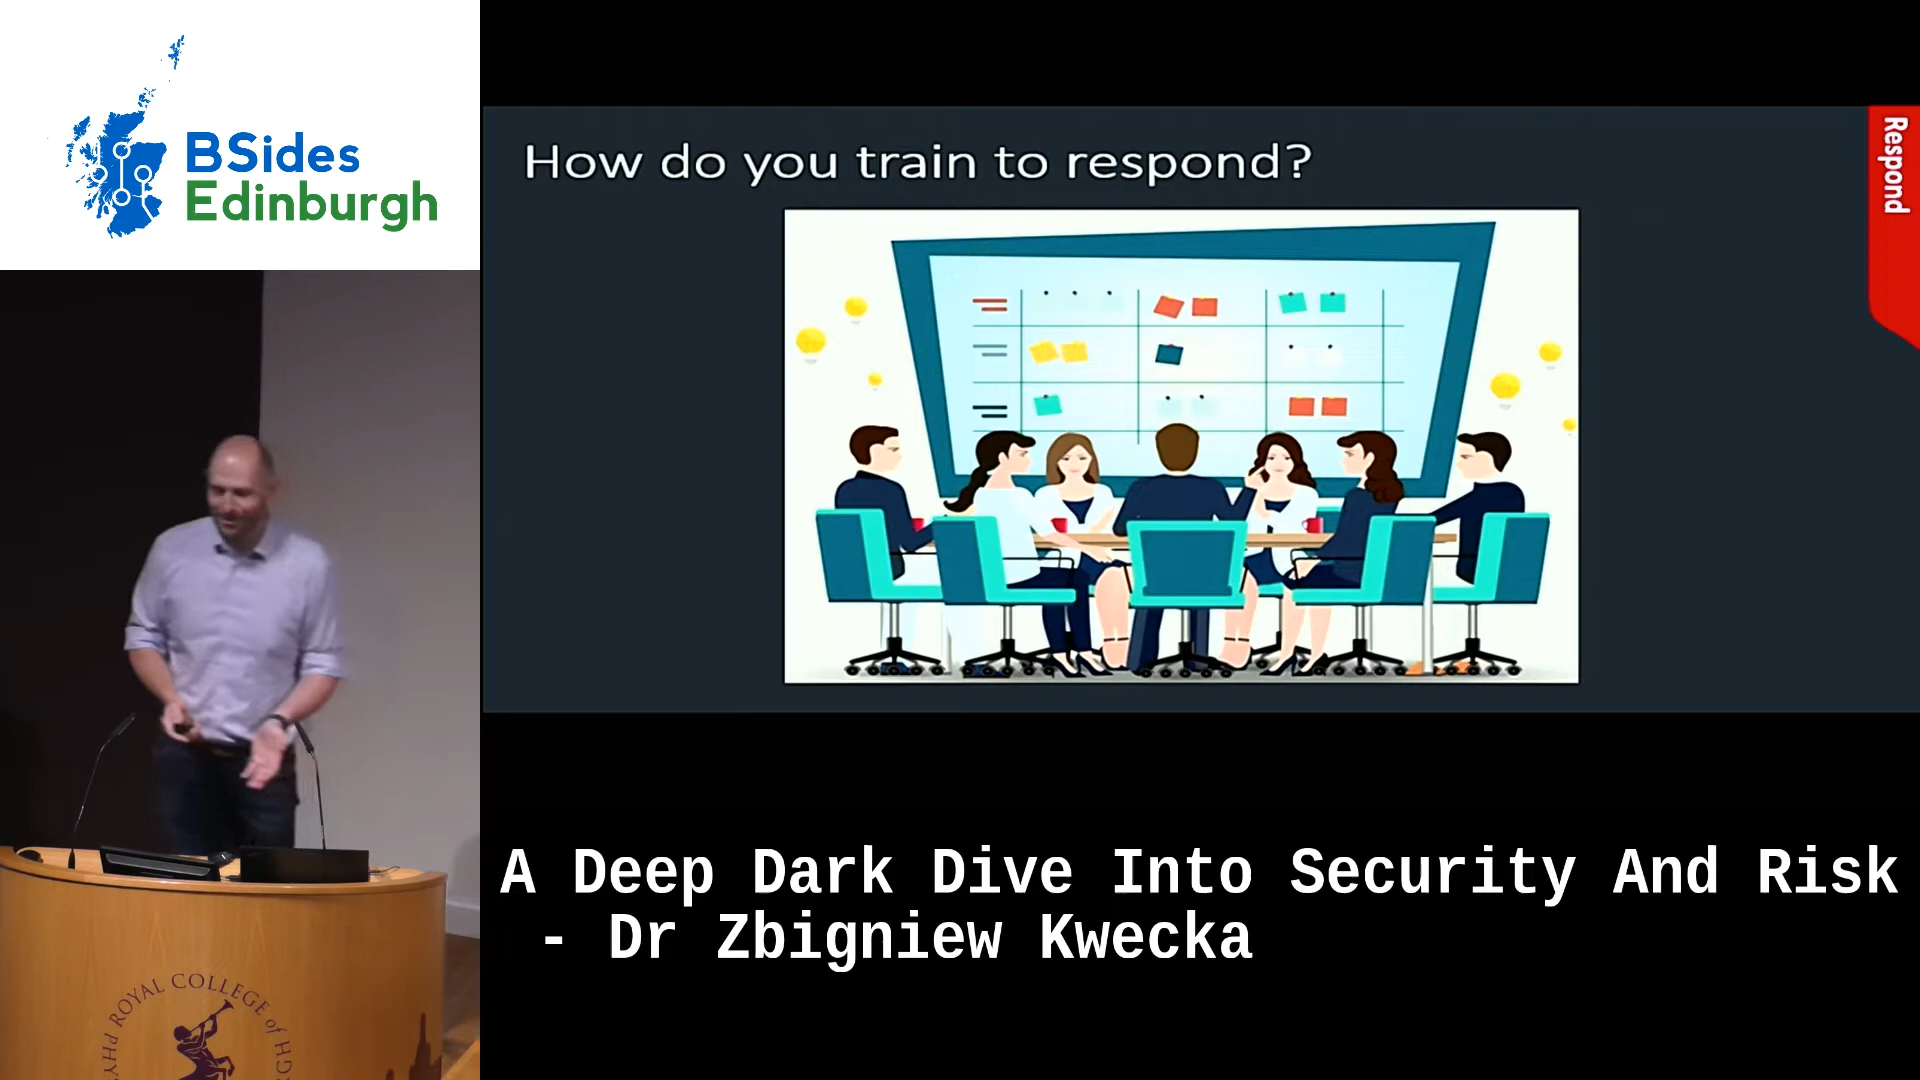 BSides
Edinburgh
How do you train to respond?
Respond
A Deep Dark Dive Into Security And Risk
- Dr Zbigniew Kwecka
ROYAL COLLEGE of